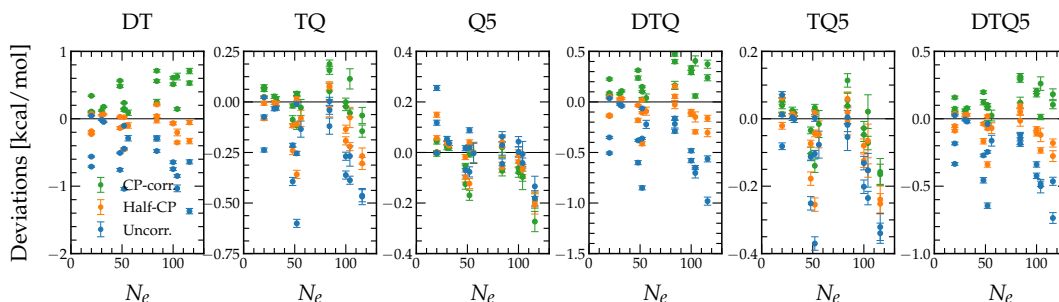 DT TQ Q5 DTQ TQ5 DTQ5
Deviations [kcal/mol]
1 0 −1 −2
0.25 0.00 −0.25 −0.50 −0.75
0.4 0.2 0.0 −0.2 −0.4
0.5 0.0 −0.5 −1.0 −1.5
0.2 0.0 −0.2 −0.4
0.5 0.0 −0.5 −1.0
CP-corr.
Half-CP
Uncorr.
0 50 100 0 50 100 0 50 100 0 50 100 0 50 100 0 50 100
N_e N_e N_e N_e N_e N_e